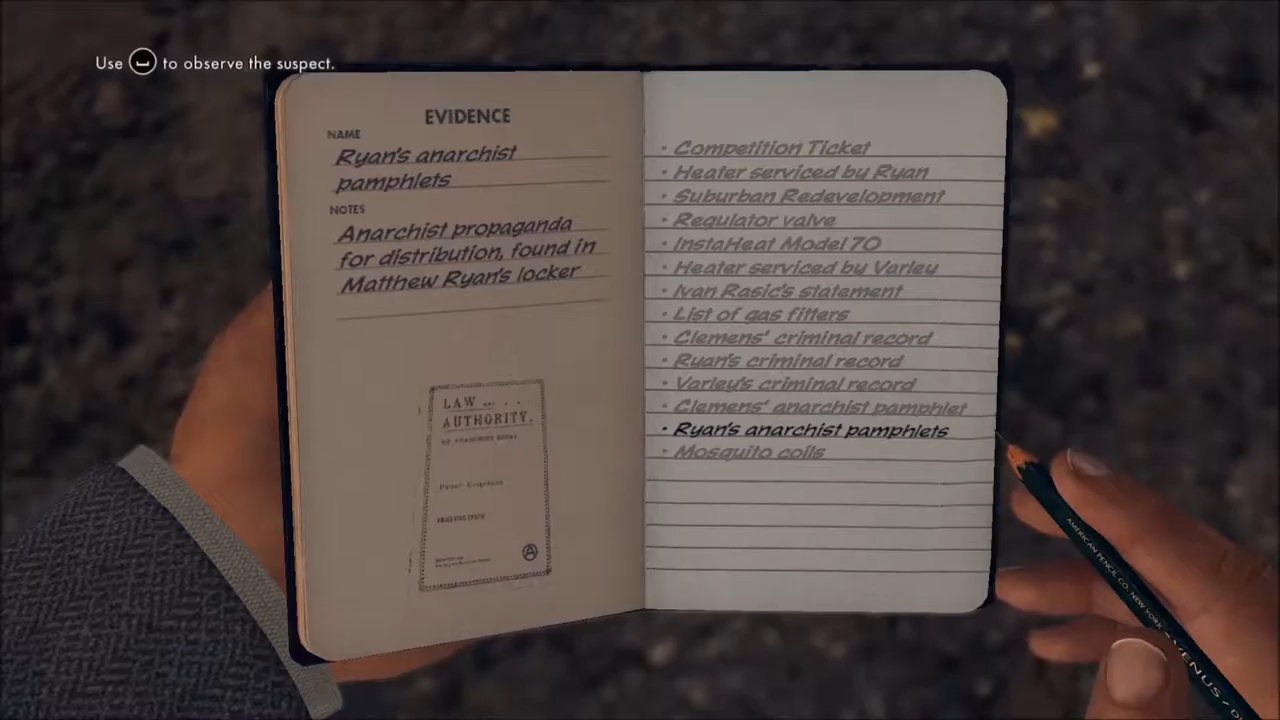 Use to observe the suspect.
EVIDENCE
NAME
Ryan's anarchist
pamphlets
NOTES
Anarchist propaganda
for distribution, found in
Matthew Ryan's locker
LAW AND
AUTHORITY.
• Competition Ticket
• Heater serviced by Ryan
• Suburban Redevelopment
• Regulator valve
• InstaHeat Model 70
• Heater serviced by Varley
• Ivan Rasic's statement
• List of gas fitters
• Clemens' criminal record
• Ryan's criminal record
• Varley's criminal record
• Clemens' anarchist pamphlet
• Ryan's anarchist pamphlets
• Mosquito coils
AMERICAN PENCIL CO. NEW YORK
VENUS